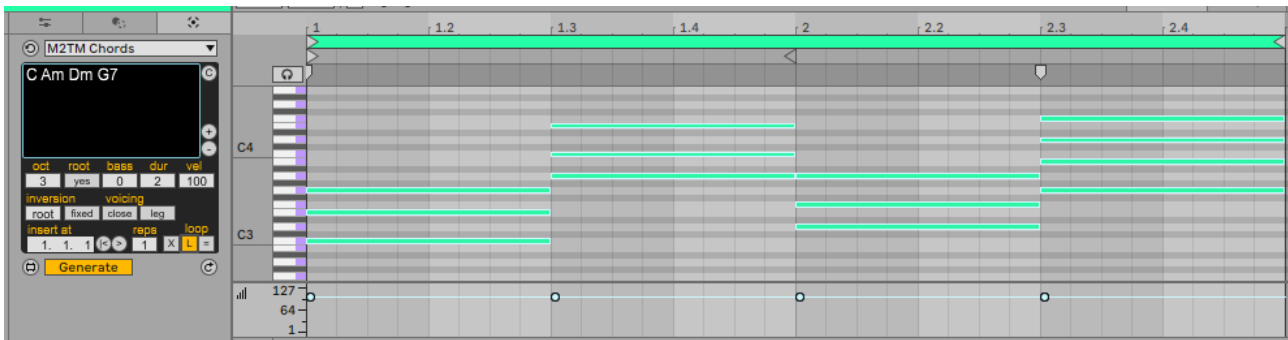 1 1.2 1.3 1.4 2 2.2 2.3 2.4
M2TM Chords
C Am Dm G7
C
+
-
oct root bass dur vel
3 yes 0 2 100
inversion voicing
root fixed close leg
insert at reps loop
1. 1. 1 |< > 1 X L =
Generate
C4
C3
127
64
1